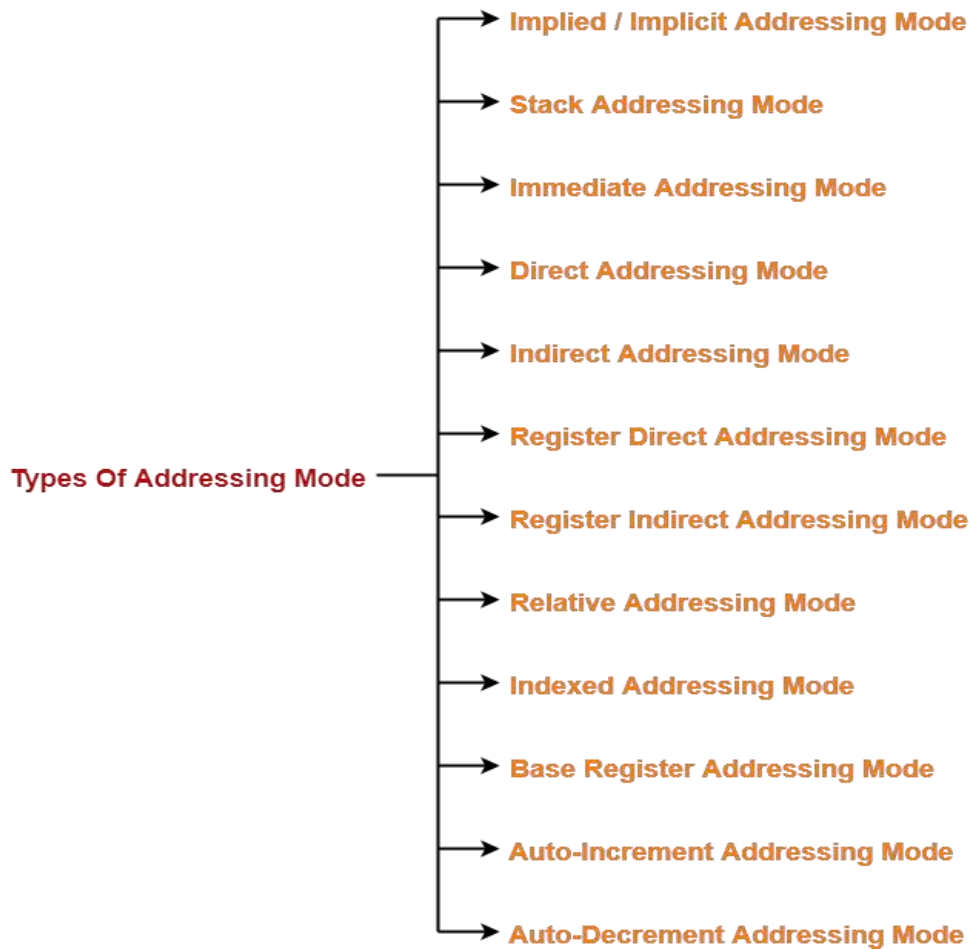 Implied / Implicit Addressing Mode
Stack Addressing Mode
Immediate Addressing Mode
Direct Addressing Mode
Indirect Addressing Mode
Register Direct Addressing Mode
Types Of Addressing Mode
Register Indirect Addressing Mode
Relative Addressing Mode
Indexed Addressing Mode
Base Register Addressing Mode
Auto-Increment Addressing Mode
Auto-Decrement Addressing Mode